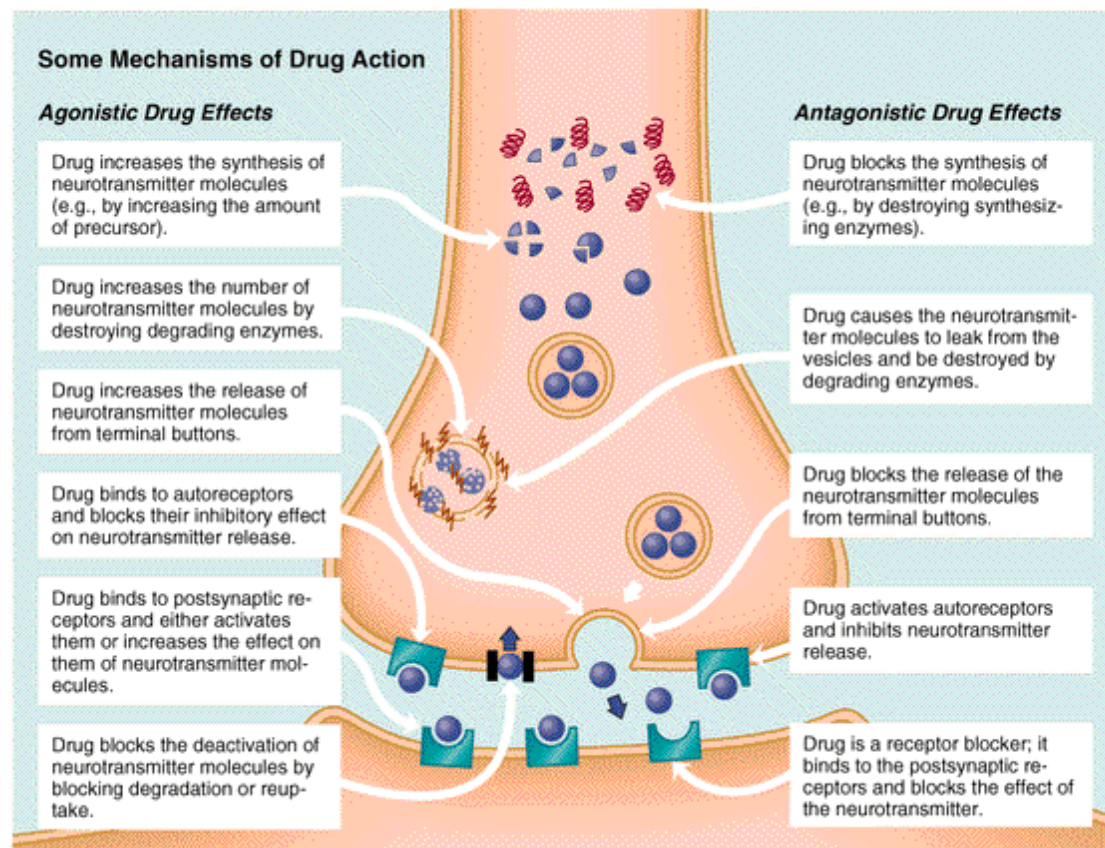 Some Mechanisms of Drug Action
Agonistic Drug Effects
Drug increases the synthesis of
neurotransmitter molecules
(e.g., by increasing the amount
of precursor).
Drug increases the number of
neurotransmitter molecules by
destroying degrading enzymes.
Drug increases the release of
neurotransmitter molecules
from terminal buttons.
Drug binds to autoreceptors
and blocks their inhibitory effect
on neurotransmitter release.
Drug binds to postsynaptic re-
ceptors and either activates
them or increases the effect on
them of neurotransmitter mol-
ecules.
Drug blocks the deactivation of
neurotransmitter molecules by
blocking degradation or reup-
take.
Antagonistic Drug Effects
Drug blocks the synthesis of
neurotransmitter molecules
(e.g., by destroying synthesiz-
ing enzymes).
Drug causes the neurotransmit-
ter molecules to leak from the
vesicles and be destroyed by
degrading enzymes.
Drug blocks the release of the
neurotransmitter molecules
from terminal buttons.
Drug activates autoreceptors
and inhibits neurotransmitter
release.
Drug is a receptor blocker; it
binds to the postsynaptic re-
ceptors and blocks the effect of
the neurotransmitter.